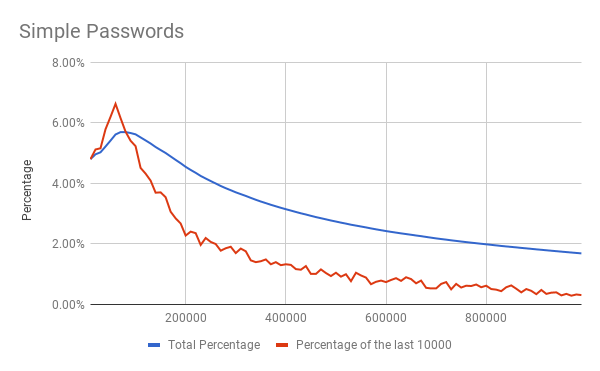 Simple Passwords
8.00%
6.00%
4.00%
2.00%
0.00%
Percentage
200000 400000 600000 800000
Total Percentage Percentage of the last 10000